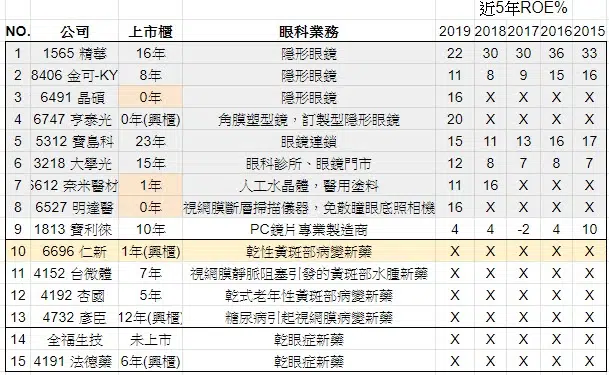 近5年ROE%
NO. 公司 上市櫃 眼科業務 2019 2018 2017 2016 2015
1 1565 精華 16年 隱形眼鏡 22 30 30 36 33
2 8406 金可-KY 8年 隱形眼鏡 11 8 9 15 16
3 6491 晶碩 0年 隱形眼鏡 16 X X X X
4 6747 亨泰光 0年(興櫃) 角膜塑型鏡，訂製型隱形眼鏡 20 X X X X
5 5312 寶島科 23年 眼鏡連鎖 15 11 13 16 17
6 3218 大學光 15年 眼科診所、眼鏡門市 12 8 7 8 7
7 6612 奈米醫材 1年 人工水晶體，醫用塗料 11 16 X X X
8 6527 明達醫 0年 視網膜斷層掃描儀器，免散瞳眼底照相機 16 X X X X
9 1813 寶利徠 10年 PC鏡片專業製造商 4 4 -2 4 10
10 6696 仁新 1年(興櫃) 乾性黃斑部病變新藥 X X X X X
11 4152 台微體 7年 視網膜靜脈阻塞引發的黃斑部水腫新藥 X X X X X
12 4192 杏國 5年 乾式老年性黃斑部病變新藥 X X X X X
13 4732 彥臣 12年(興櫃) 糖尿病引起視網膜病變新藥 X X X X X
14 全福生技 未上市 乾眼症新藥 X X X X X
15 4191 法德藥 6年(興櫃) 乾眼症新藥 X X X X X